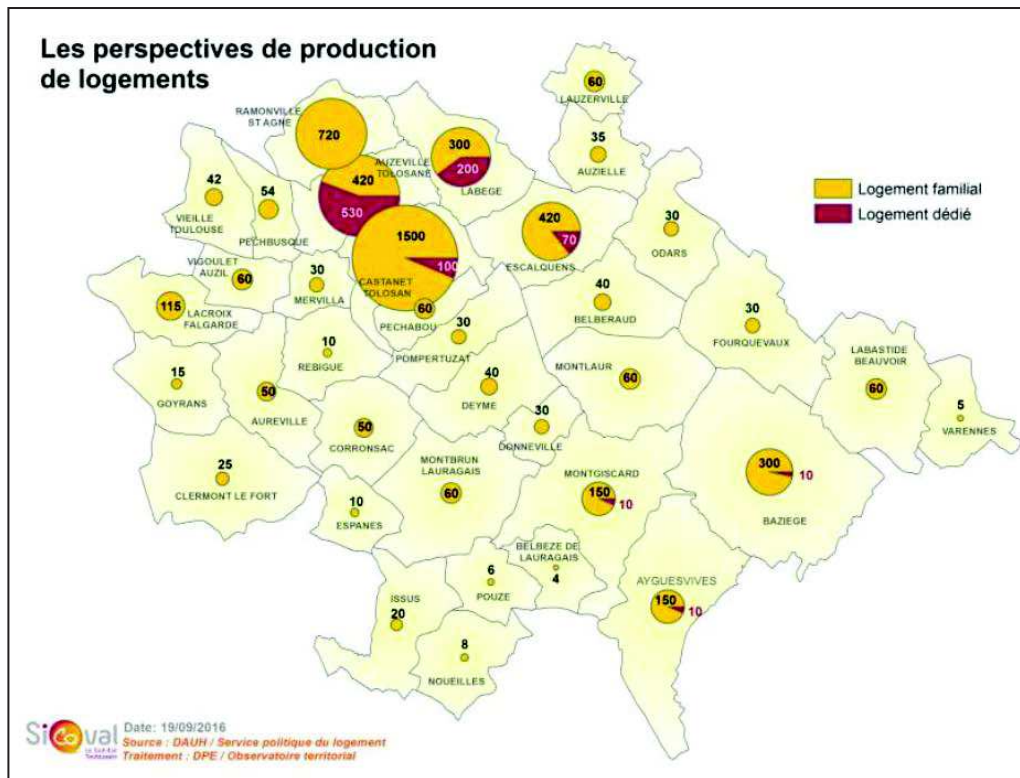 Les perspectives de production
de logements
60
LAUZERVILLE
RAMONVILLE
ST AGNE
720
35
AUZIELLE
300
200
LABEGE
AUZEVILLE
TOLOSANE
420
530
Logement familial
Logement dédié
42
VIEILLE
TOULOUSE
54
PECHBUSQUE
420
70
ESCALQUENS
30
ODARS
1500
100
CASTANET
TOLOSAN
VIGOULET
AUZIL
60
30
MERVILLA
115
LACROIX
FALGARDE
60
PECHABOU
40
BELBERAUD
30
FOURQUEVAUX
30
POMPERTUZAT
10
REBIGUE
LABASTIDE
BEAUVOIR
60
15
GOYRANS
50
AUREVILLE
40
DEYME
MONTLAUR
60
5
VARENNES
50
CORRONSAC
30
DONNEVILLE
25
CLERMONT LE FORT
MONTBRUN
LAURAGAIS
60
MONTGISCARD
150
10
300
10
BAZIEGE
10
ESPANES
BELBEZE DE
LAURAGAIS
4
6
POUZE
AYGUESVIVES
150
10
ISSUS
20
8
NOUEILLES
Sicoval
Date: 19/09/2016
Source : DAUH / Service politique du logement
Traitement : DPE / Observatoire territorial